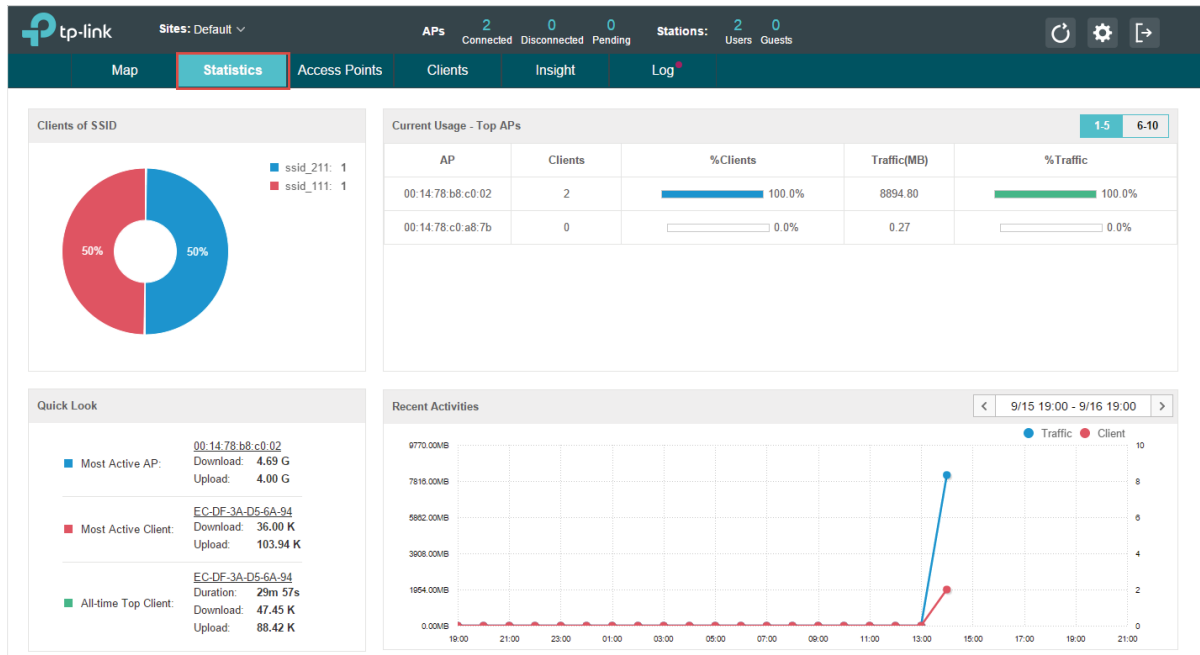 tp-link
Sites: Default
APs 2 Connected 0 Disconnected 0 Pending
Stations: 2 Users 0 Guests
Map Statistics Access Points Clients Insight Log
Clients of SSID
ssid_211: 1
ssid_111: 1
50% 50%
Current Usage - Top APs
1-5 6-10
AP Clients %Clients Traffic(MB) %Traffic
00:14:78:b8:c0:02 2 100.0% 8894.80 100.0%
00:14:78:c0:a8:7b 0 0.0% 0.27 0.0%
Quick Look
Most Active AP:
00:14:78:b8:c0:02
Download: 4.69 G
Upload: 4.00 G
Most Active Client:
EC-DF-3A-D5-6A-94
Download: 36.00 K
Upload: 103.94 K
All-time Top Client:
EC-DF-3A-D5-6A-94
Duration: 29m 57s
Download: 47.45 K
Upload: 88.42 K
Recent Activities
< 9/15 19:00 - 9/16 19:00 >
Traffic Client
9770.00MB 10
7816.00MB 8
5862.00MB 6
3908.00MB 4
1954.00MB 2
0.00MB 0
19:00 21:00 23:00 01:00 03:00 05:00 07:00 09:00 11:00 13:00 15:00 17:00 19:00 21:00